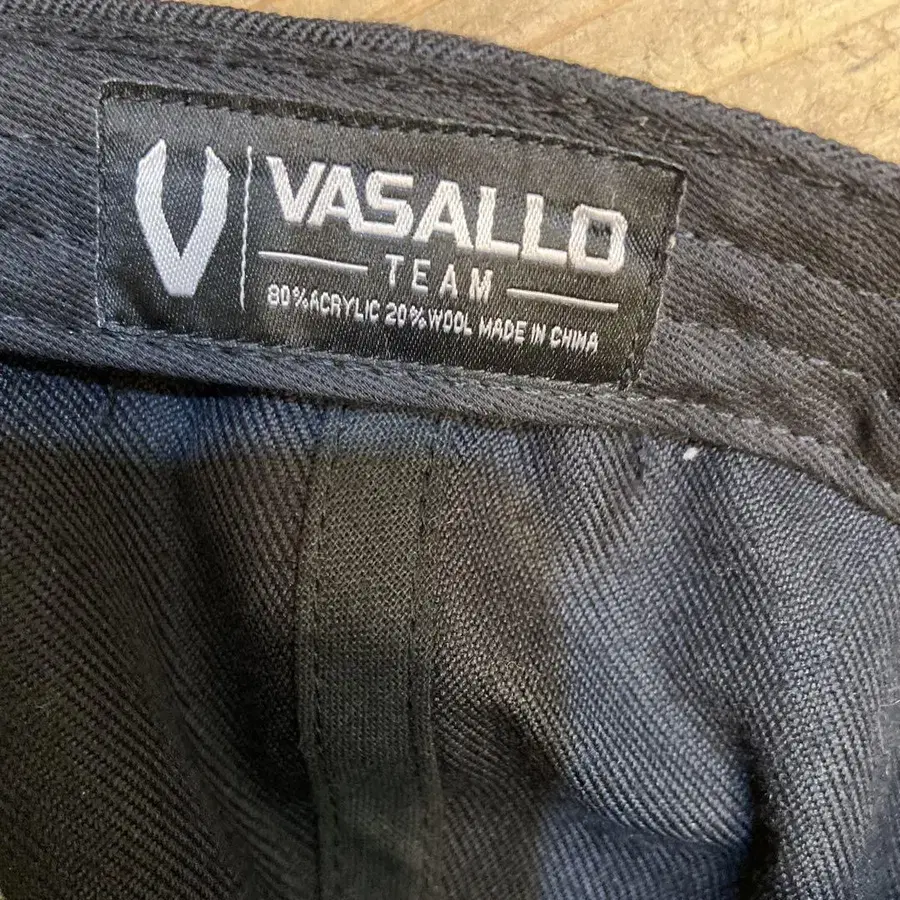 VASALLO
TEAM
80%ACRYLIC 20%WOOL MADE IN CHINA